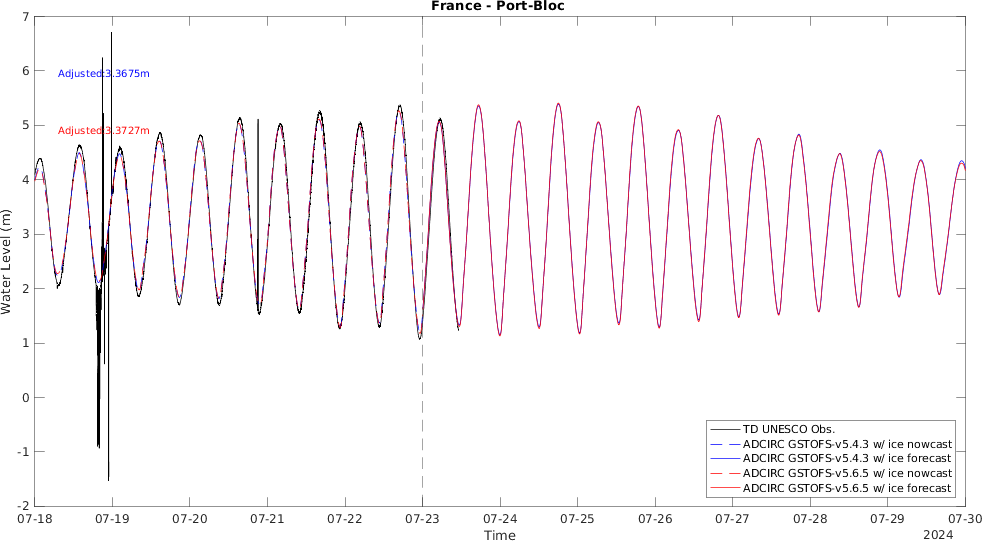 France - Port-Bloc
7
6
5
4
3
2
1
0
-1
-2
Water Level (m)
Adjusted:3.3675m
Adjusted:3.3727m
TD UNESCO Obs.
ADCIRC GSTOFS-v5.4.3 w/ ice nowcast
ADCIRC GSTOFS-v5.4.3 w/ ice forecast
ADCIRC GSTOFS-v5.6.5 w/ ice nowcast
ADCIRC GSTOFS-v5.6.5 w/ ice forecast
07-18 07-19 07-20 07-21 07-22 07-23 07-24 07-25 07-26 07-27 07-28 07-29 07-30
Time
2024